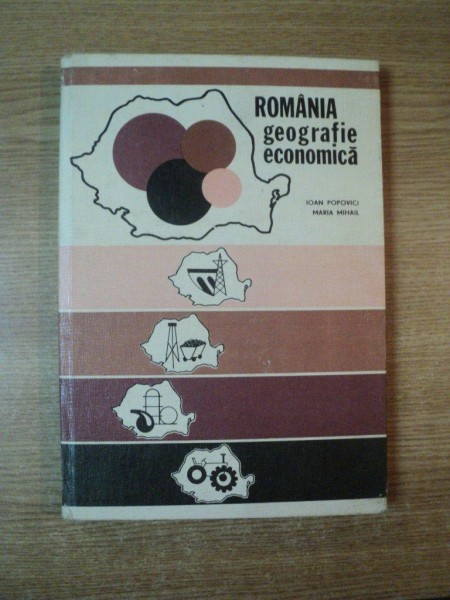 ROMÂNIA
geografie
economică
IOAN POPOVICI
MARIA MIHAIL